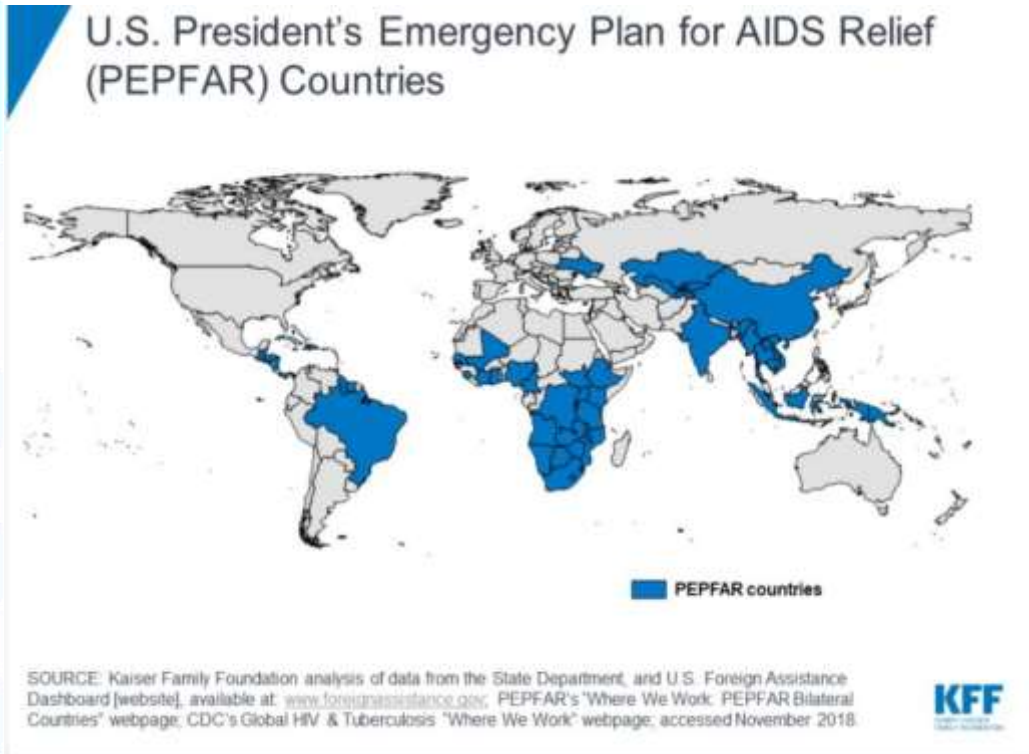 U.S. President's Emergency Plan for AIDS Relief
(PEPFAR) Countries
PEPFAR countries
SOURCE: Kaiser Family Foundation analysis of data from the State Department, and U.S. Foreign Assistance
Dashboard [website], available at: www.foreignassistance.gov; PEPFAR's "Where We Work: PEPFAR Bilateral
Countries" webpage; CDC's Global HIV & Tuberculosis "Where We Work" webpage; accessed November 2018.
KFF